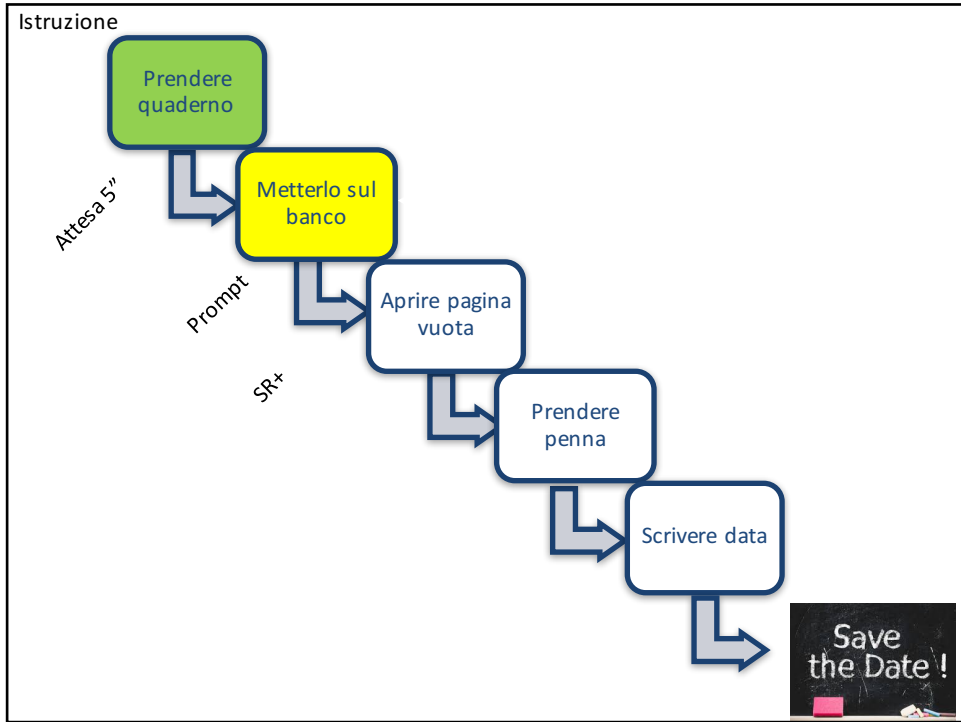 Istruzione
Prendere
quaderno
Attesa 5”
Metterlo sul
banco
Prompt
Aprire pagina
vuota
SR+
Prendere
penna
Scrivere data
Save
the Date !